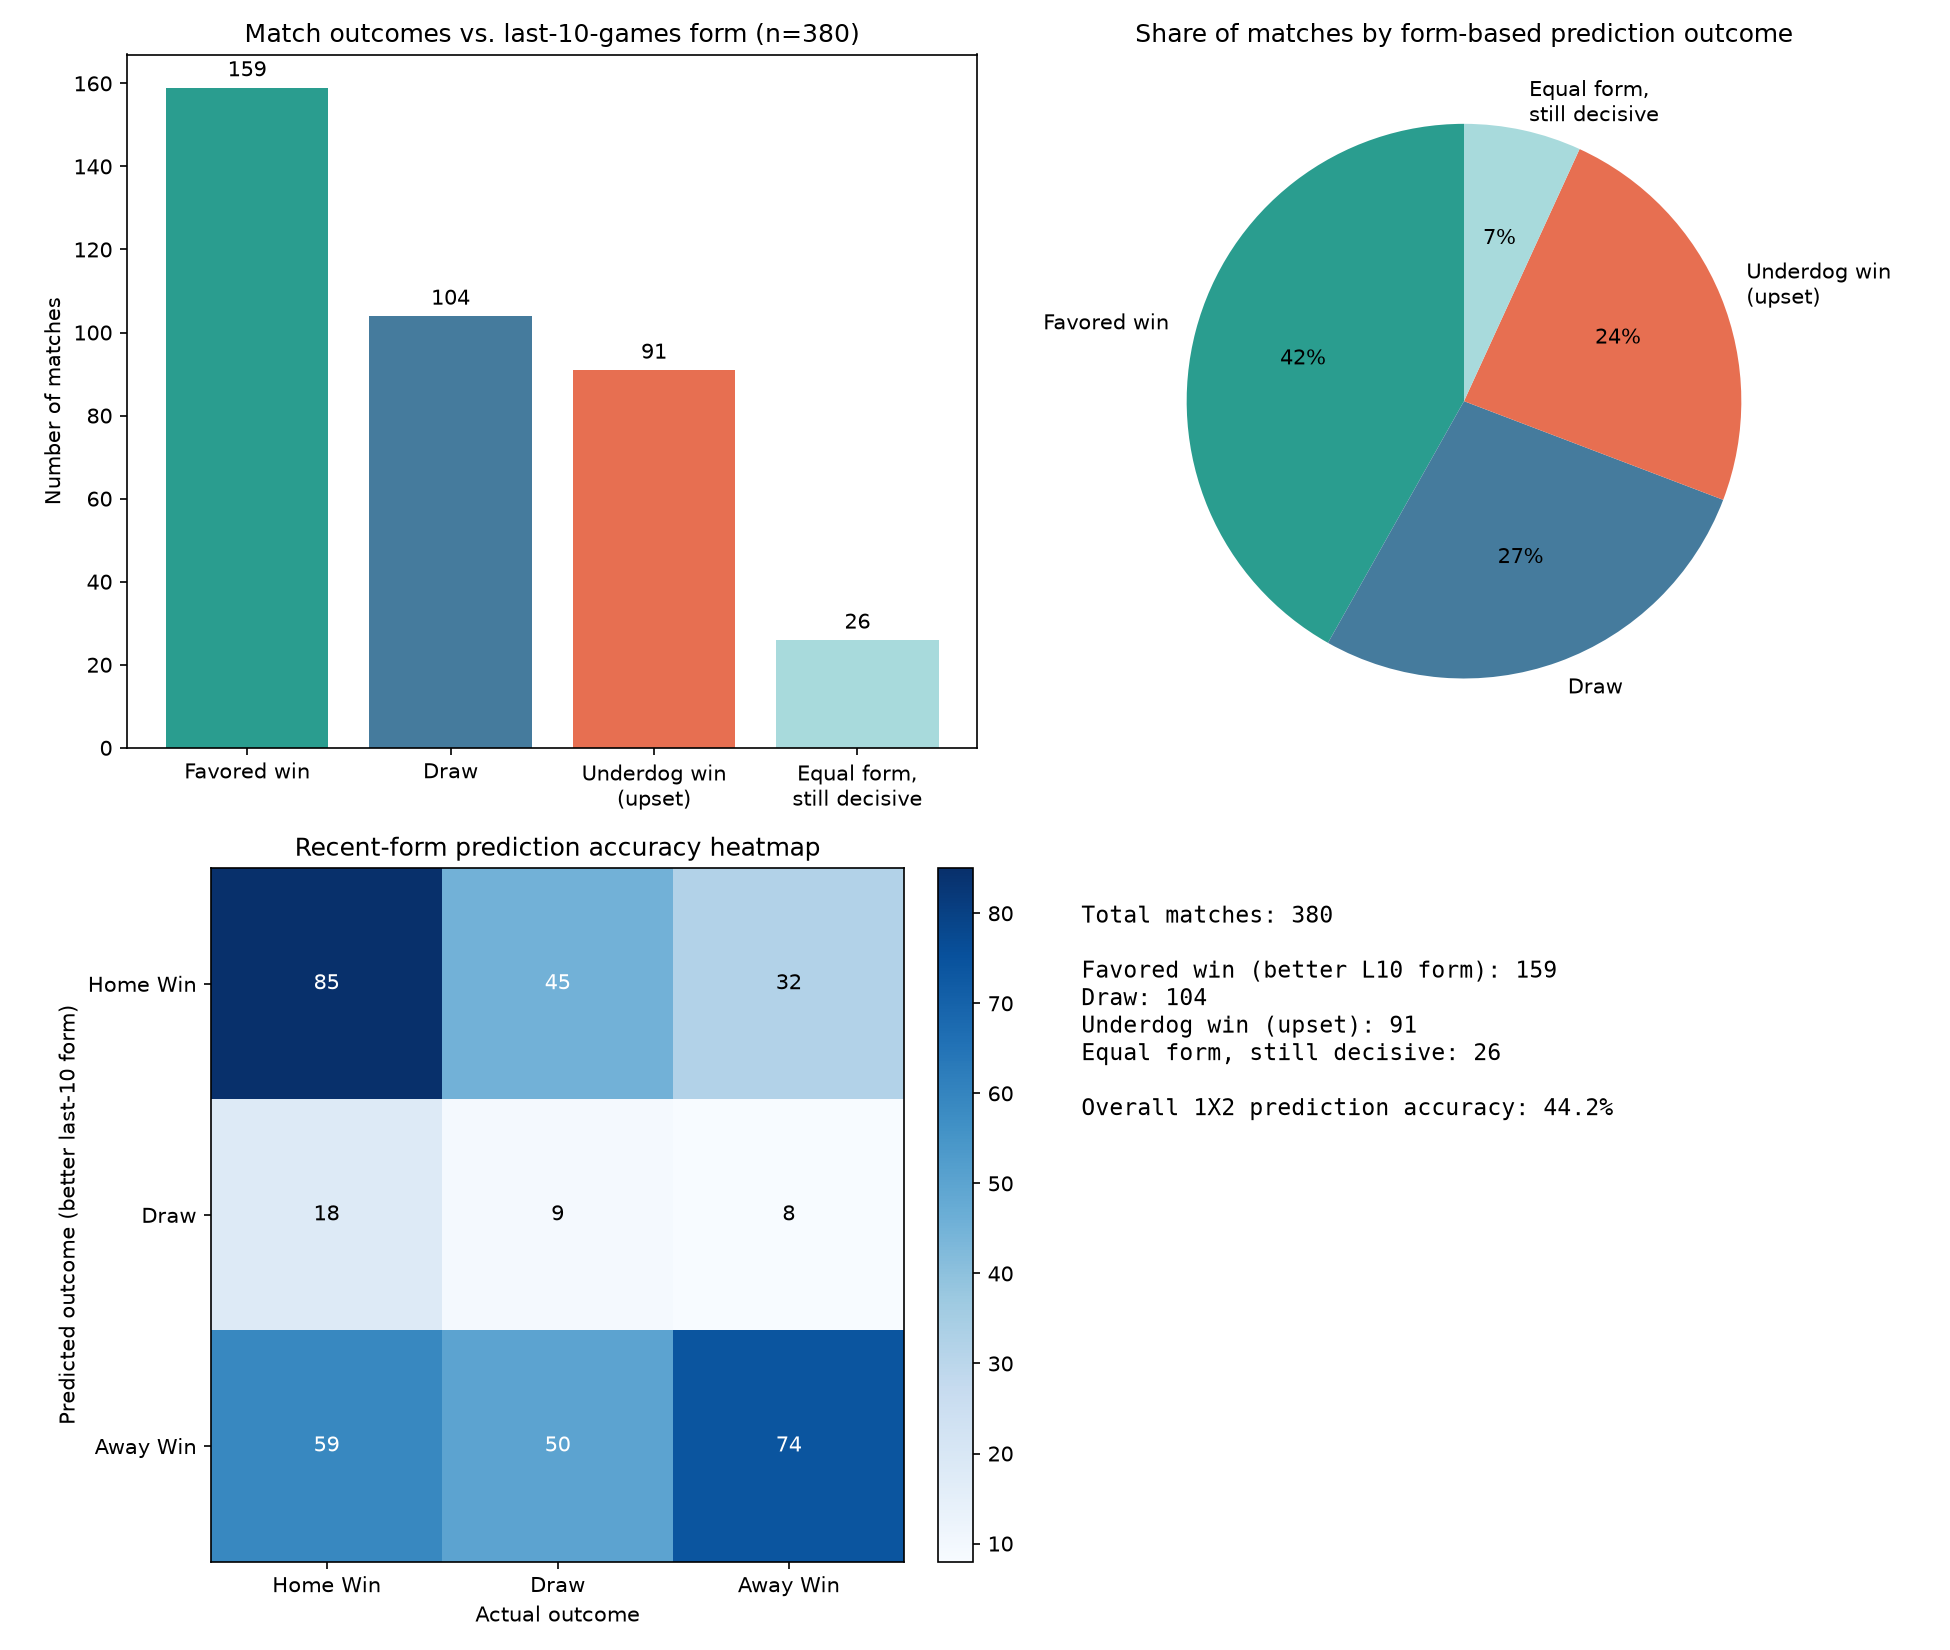 Match outcomes vs. last-10-games form (n=380)
Number of matches
160
140
120
100
80
60
40
20
0
159
104
91
26
Favored win
Draw
Underdog win
(upset)
Equal form,
still decisive
Share of matches by form-based prediction outcome
Equal form,
still decisive
7%
Underdog win
(upset)
24%
Favored win
42%
27%
Draw
Recent-form prediction accuracy heatmap
Predicted outcome (better last-10 form)
Home Win
85
45
32
Draw
18
9
8
Away Win
59
50
74
Home Win
Draw
Away Win
Actual outcome
80
70
60
50
40
30
20
10
Total matches: 380
Favored win (better L10 form): 159
Draw: 104
Underdog win (upset): 91
Equal form, still decisive: 26
Overall 1X2 prediction accuracy: 44.2%